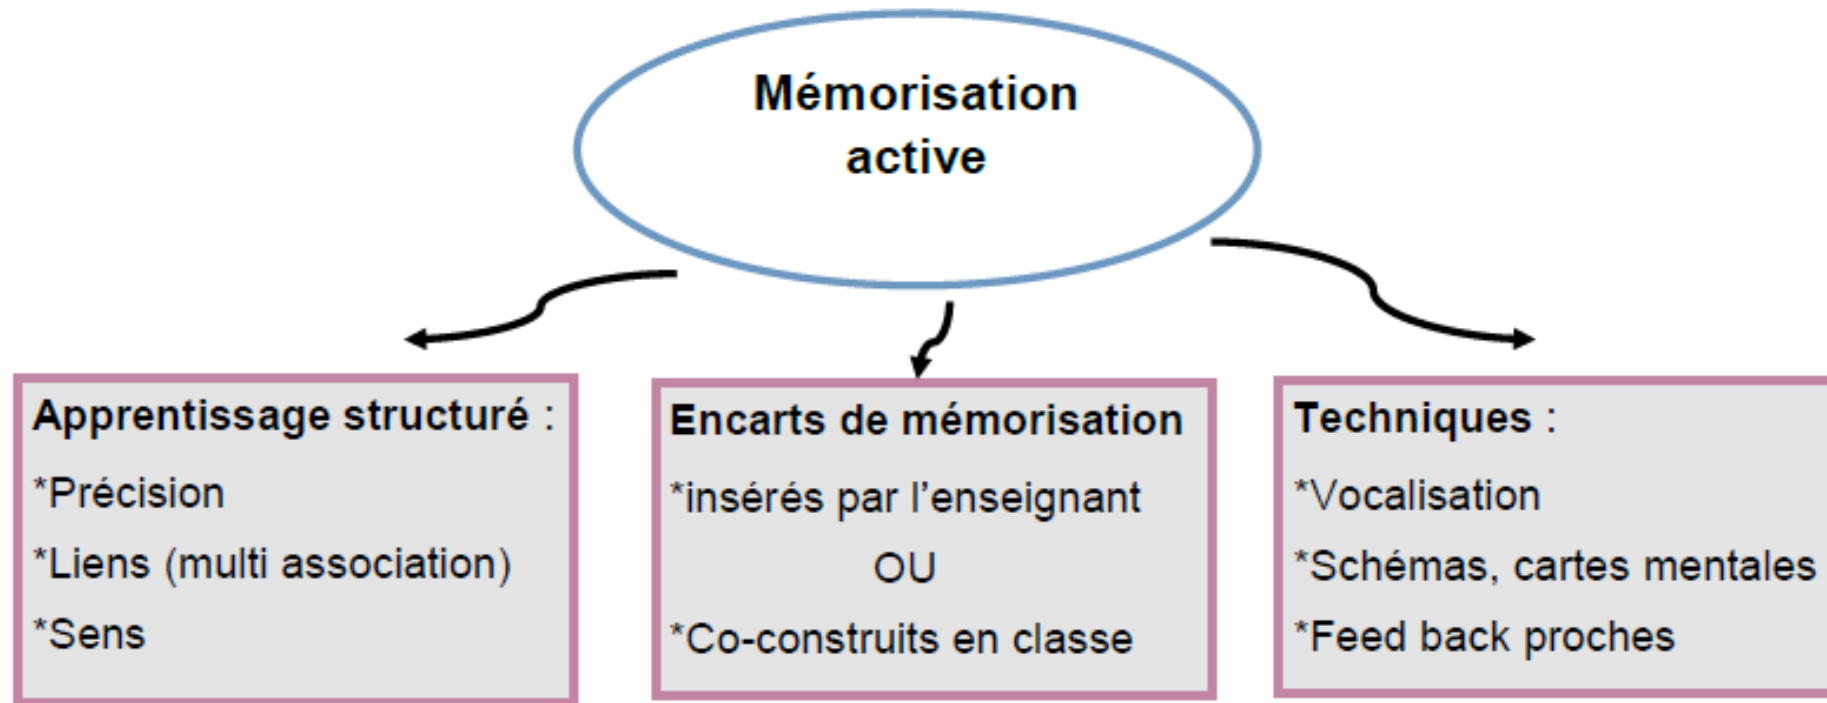 Mémorisation
active
Apprentissage structuré :
*Précision
*Liens (multi association)
*Sens
Encarts de mémorisation
*insérés par l'enseignant
OU
*Co-construits en classe
Techniques :
*Vocalisation
*Schémas, cartes mentales
*Feed back proches